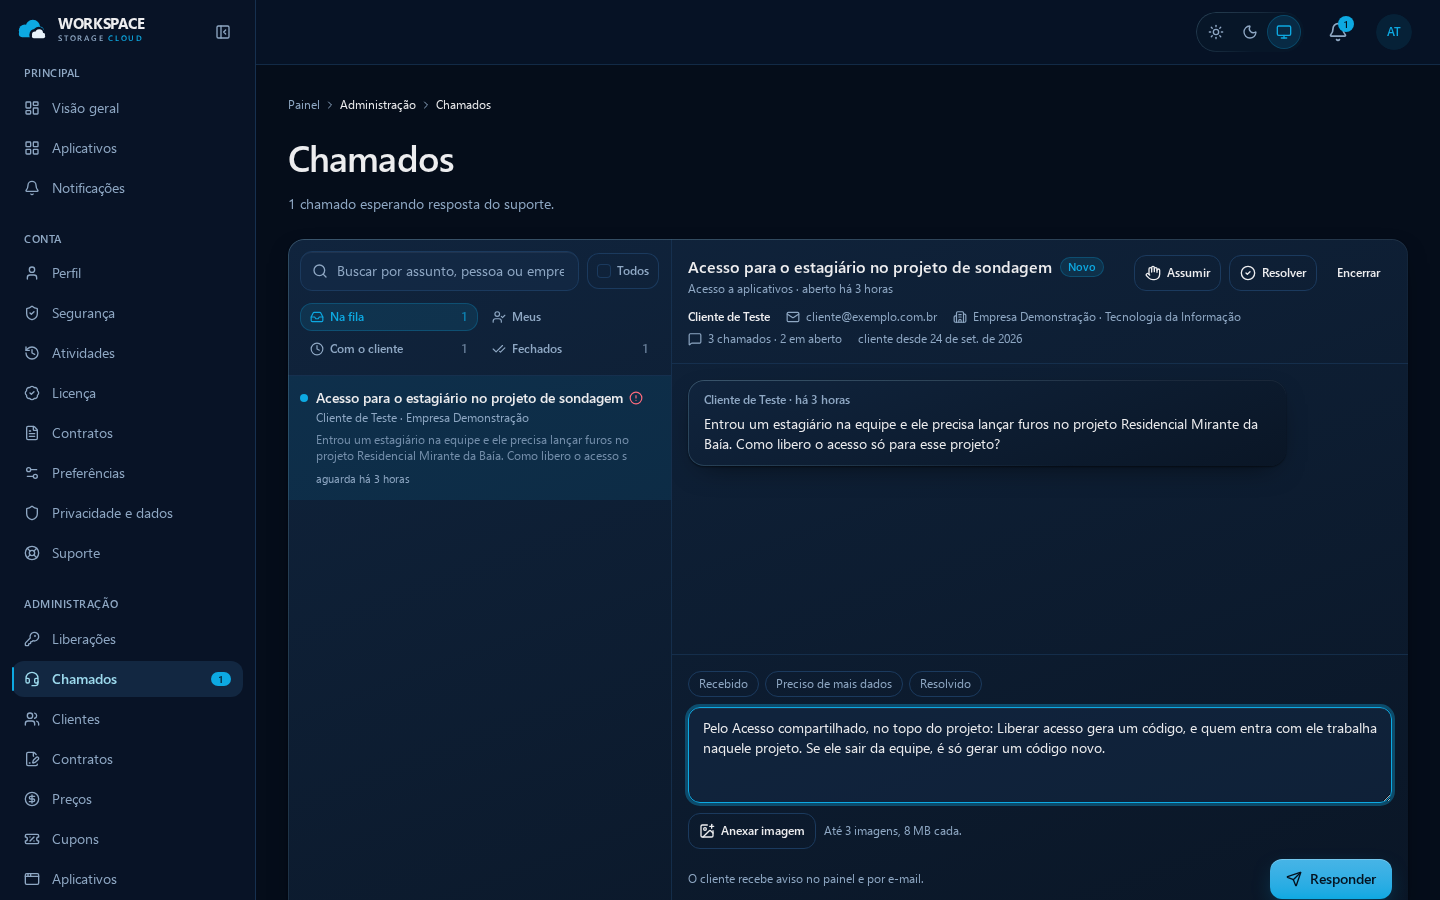 WORKSPACE
STORAGE CLOUD
PRINCIPAL
Visão geral
Aplicativos
Notificações
CONTA
Perfil
Segurança
Atividades
Licença
Contratos
Preferências
Privacidade e dados
Suporte
ADMINISTRAÇÃO
Liberações
Chamados 1
Clientes
Contratos
Preços
Cupons
Aplicativos
1
AT
Painel > Administração > Chamados
Chamados
1 chamado esperando resposta do suporte.
Buscar por assunto, pessoa ou empre
Todos
Na fila 1
Meus
Com o cliente 1
Fechados 1
Acesso para o estagiário no projeto de sondagem
Cliente de Teste · Empresa Demonstração
Entrou um estagiário na equipe e ele precisa lançar furos no
projeto Residencial Mirante da Baía. Como libero o acesso s
aguarda há 3 horas
Acesso para o estagiário no projeto de sondagem Novo
Assumir
Resolver
Encerrar
Acesso a aplicativos · aberto há 3 horas
Cliente de Teste cliente@exemplo.com.br Empresa Demonstração · Tecnologia da Informação
3 chamados · 2 em aberto cliente desde 24 de set. de 2026
Cliente de Teste · há 3 horas
Entrou um estagiário na equipe e ele precisa lançar furos no projeto Residencial Mirante da
Baía. Como libero o acesso só para esse projeto?
Recebido
Preciso de mais dados
Resolvido
Pelo Acesso compartilhado, no topo do projeto: Liberar acesso gera um código, e quem entra com ele trabalha
naquele projeto. Se ele sair da equipe, é só gerar um código novo.
Anexar imagem
Até 3 imagens, 8 MB cada.
O cliente recebe aviso no painel e por e-mail.
Responder